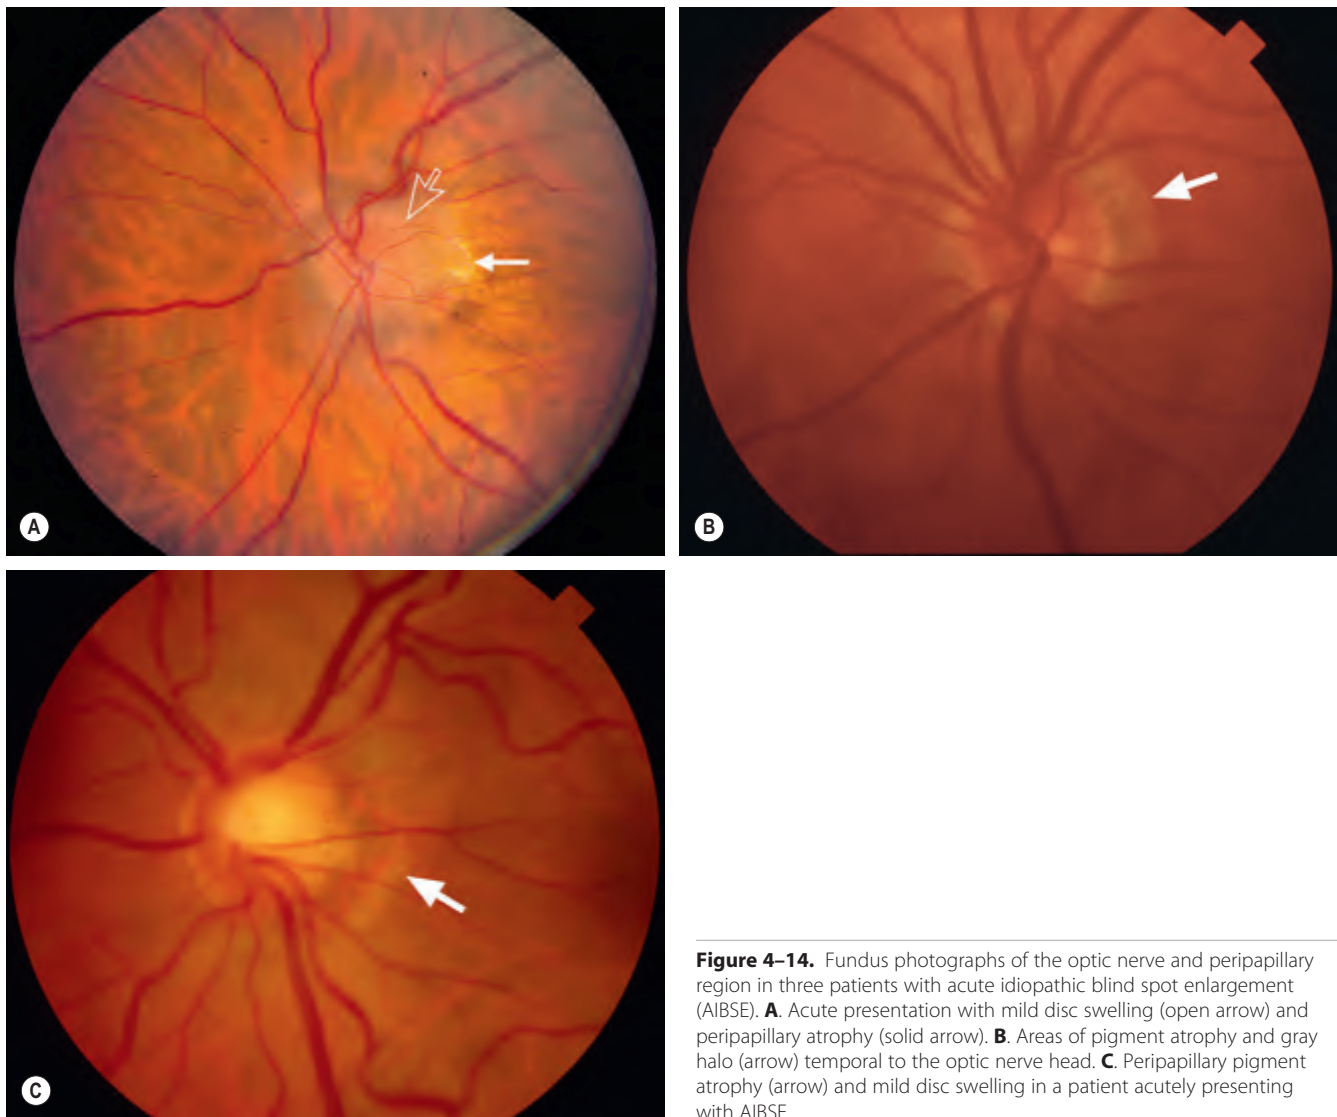 A
B
C
Figure 4–14. Fundus photographs of the optic nerve and peripapillary
region in three patients with acute idiopathic blind spot enlargement
(AIBSE). A. Acute presentation with mild disc swelling (open arrow) and
peripapillary atrophy (solid arrow). B. Areas of pigment atrophy and gray
halo (arrow) temporal to the optic nerve head. C. Peripapillary pigment
atrophy (arrow) and mild disc swelling in a patient acutely presenting
with AIBSE